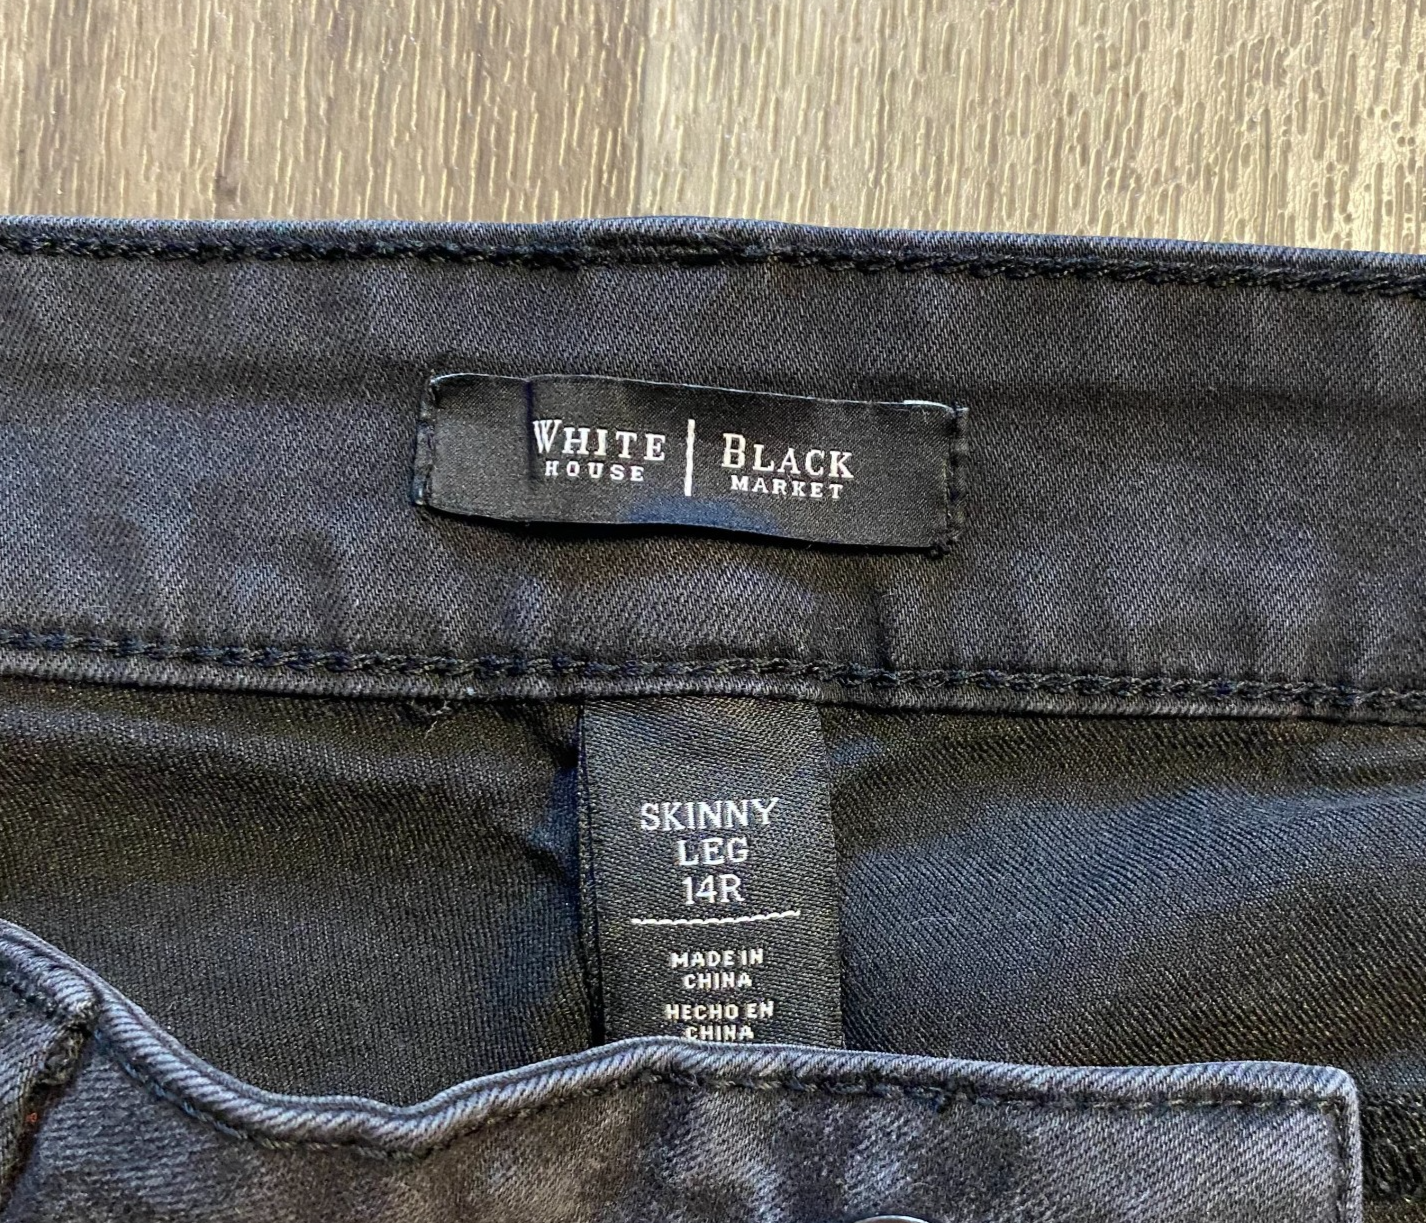 WHITE | BLACK
HOUSE MARKET
SKINNY
LEG
14R
MADE IN
CHINA
HECHO EN
CHINA